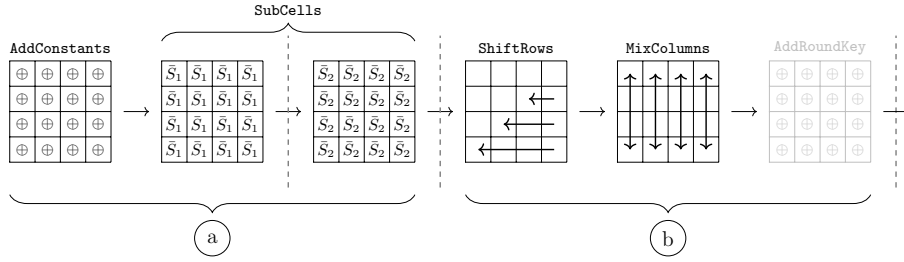 SubCells
AddConstants ShiftRows MixColumns AddRoundKey
⊕ ⊕ ⊕ ⊕ S̄₁ S̄₁ S̄₁ S̄₁ S̄₂ S̄₂ S̄₂ S̄₂ ⊕ ⊕ ⊕ ⊕
⊕ ⊕ ⊕ ⊕ S̄₁ S̄₁ S̄₁ S̄₁ S̄₂ S̄₂ S̄₂ S̄₂ ⊕ ⊕ ⊕ ⊕
⊕ ⊕ ⊕ ⊕ S̄₁ S̄₁ S̄₁ S̄₁ S̄₂ S̄₂ S̄₂ S̄₂ ⊕ ⊕ ⊕ ⊕
⊕ ⊕ ⊕ ⊕ S̄₁ S̄₁ S̄₁ S̄₁ S̄₂ S̄₂ S̄₂ S̄₂ ⊕ ⊕ ⊕ ⊕
a b